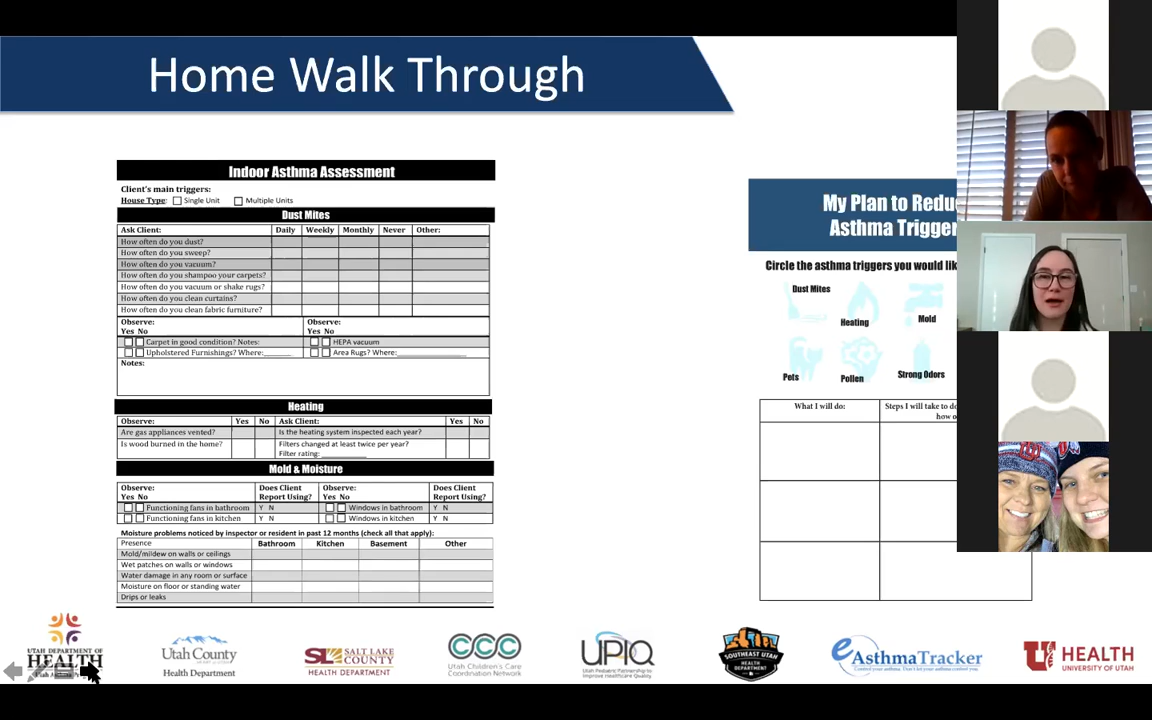 Home Walk Through
Indoor Asthma Assessment
Client's main triggers:
House Type: Single Unit Multiple Units
Dust Mites
Ask Client: Daily Weekly Monthly Never Other:
How often do you dust?
How often do you sweep?
How often do you vacuum?
How often do you shampoo your carpets?
How often do you vacuum or shake rugs?
How often do you clean curtains?
How often do you clean fabric furniture?
Observe: Observe:
Yes No Yes No
Carpet in good condition? Notes: HEPA vacuum
Upholstered Furnishings? Where:______ Area Rugs? Where:_______________
Notes:
Heating
Observe: Yes No Ask Client: Yes No
Are gas appliances vented? Is the heating system inspected each year?
Is wood burned in the home? Filters changed at least twice per year?
Filter rating: __________
Mold & Moisture
Observe: Does Client Observe: Does Client
Yes No Report Using? Yes No Report Using?
Functioning fans in bathroom Y N Windows in bathroom Y N
Functioning fans in kitchen Y N Windows in kitchen Y N
Moisture problems noticed by inspector or resident in past 12 months (check all that apply):
Presence Bathroom Kitchen Basement Other
Mold/mildew on walls or ceilings
Wet patches on walls or windows
Water damage in any room or surface
Moisture on floor or standing water
Drips or leaks
My Plan to Reduc
Asthma Trigger
Circle the asthma triggers you would lik
Dust Mites
Heating
Mold
Pets
Pollen
Strong Odors
What I will do: Steps I will take to do
how o
UTAH DEPARTMENT OF
HEALTH
Utah County
Health Department
SL SALT LAKE
COUNTY
HEALTH DEPARTMENT
CCC
Utah Children's Care
Coordination Network
UPIQ
Utah Pediatric Partnership to
Improve Healthcare Quality
SOUTHEAST UTAH
HEALTH
DEPARTMENT
eAsthmaTracker
U HEALTH
UNIVERSITY OF UTAH